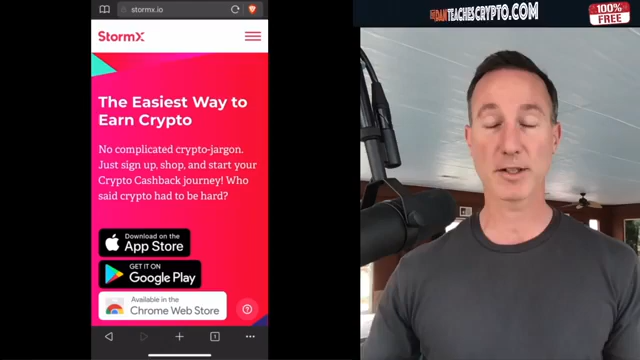 stormx.io
StormX
The Easiest Way to
Earn Crypto
No complicated crypto-jargon.
Just sign up, shop, and start your
Crypto Cashback journey! Who
said crypto had to be hard?
Download on the
App Store
GET IT ON
Google Play
Available in the
Chrome Web Store
1
DANTEACHESCRYPTO.COM
100%
FREE